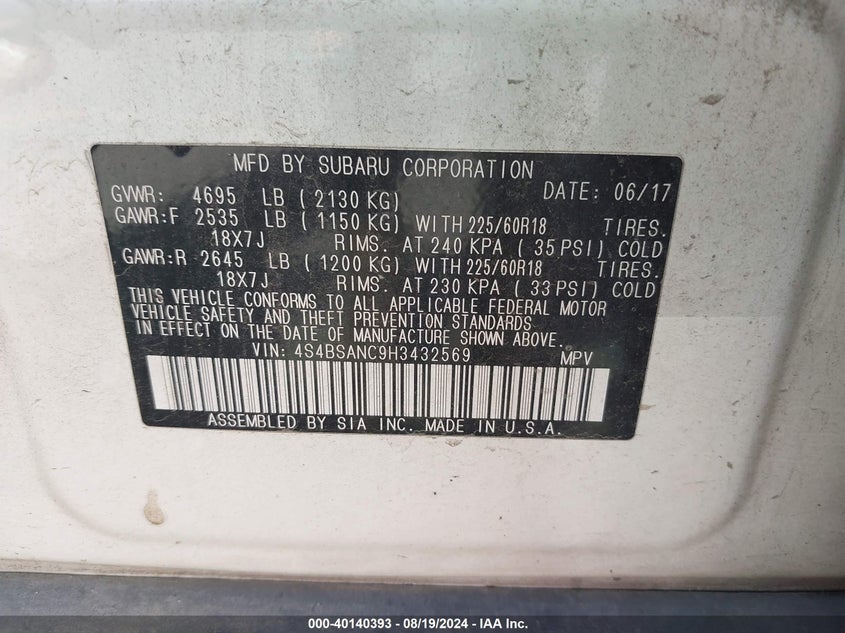 MFD BY SUBARU CORPORATION
GVWR: 4695 LB ( 2130 KG) DATE: 06/17
GAWR:F 2535 LB ( 1150 KG) WITH 225/60R18 TIRES.
18X7J RIMS. AT 240 KPA ( 35 PSI) COLD
GAWR:R 2645 LB ( 1200 KG) WITH 225/60R18 TIRES.
18X7J RIMS. AT 230 KPA ( 33 PSI) COLD
THIS VEHICLE CONFORMS TO ALL APPLICABLE FEDERAL MOTOR
VEHICLE SAFETY AND THEFT PREVENTION STANDARDS
IN EFFECT ON THE DATE OF MANUFACTURE SHOWN ABOVE.
VIN: 4S4BSANC9H3432569 MPV
ASSEMBLED BY SIA INC. MADE IN U.S.A.
000-40140393 - 08/19/2024 - IAA Inc.